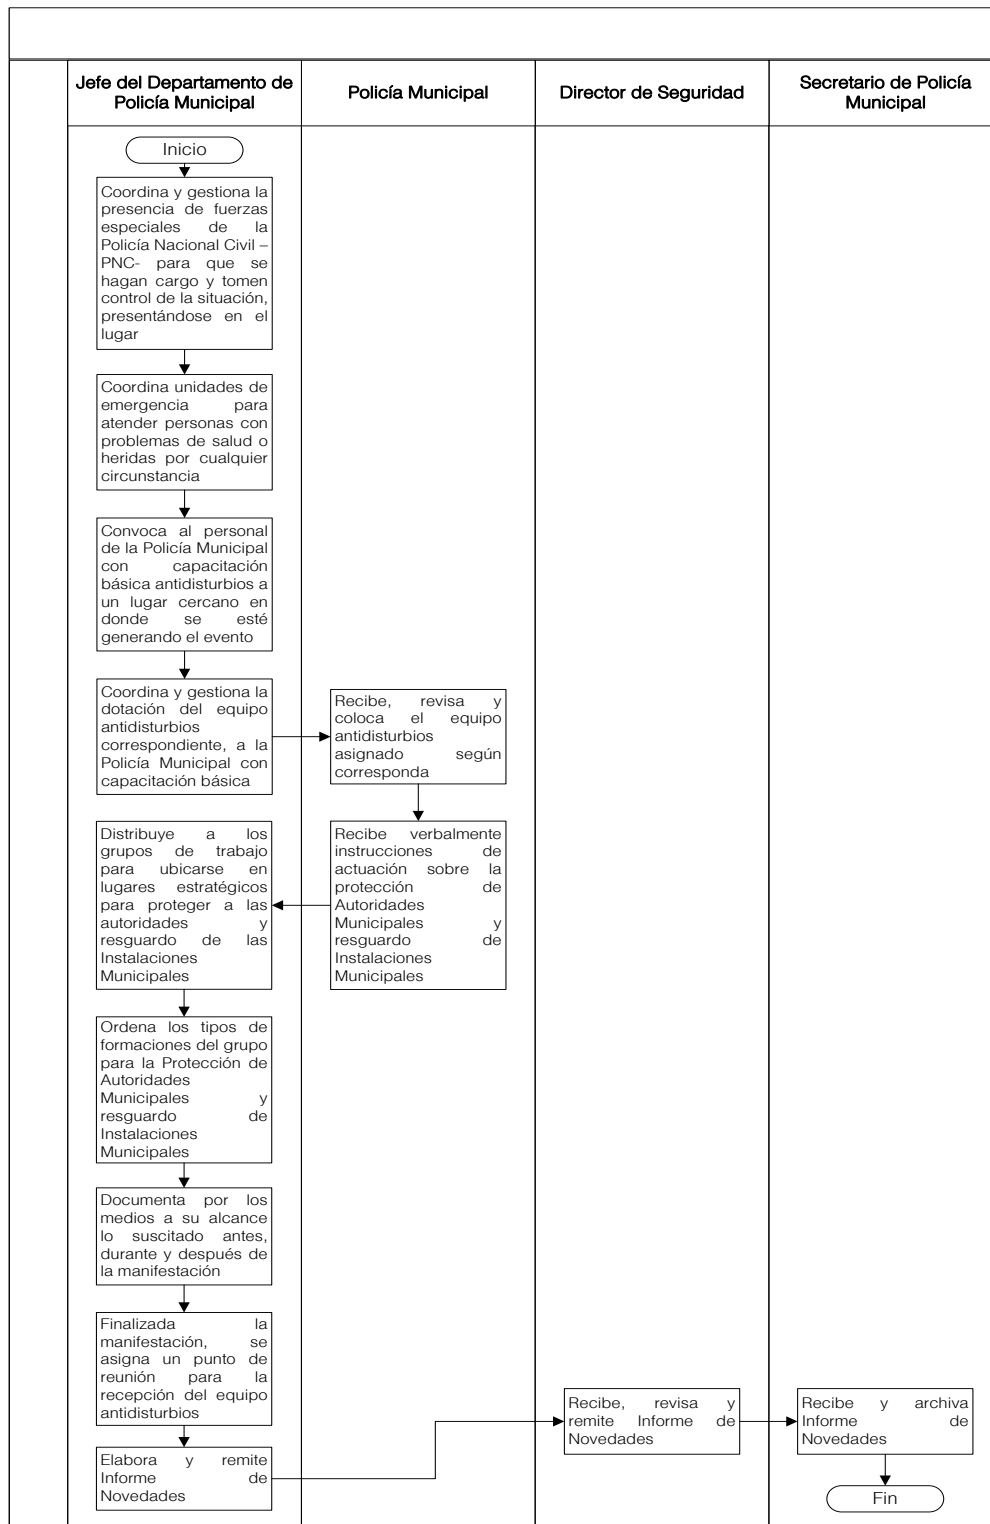 Jefe del Departamento de
Policía Municipal
Policía Municipal
Director de Seguridad
Secretario de Policía
Municipal
Inicio
Coordina y gestiona la
presencia de fuerzas
especiales de la
Policía Nacional Civil –
PNC- para que se
hagan cargo y tomen
control de la situación,
presentándose en el
lugar
Coordina unidades de
emergencia para
atender personas con
problemas de salud o
heridas por cualquier
circunstancia
Convoca al personal
de la Policía Municipal
con capacitación
básica antidisturbios a
un lugar cercano en
donde se esté
generando el evento
Coordina y gestiona la
dotación del equipo
antidisturbios
correspondiente, a la
Policía Municipal con
capacitación básica
Recibe, revisa y
coloca el equipo
antidisturbios
asignado según
corresponda
Recibe verbalmente
instrucciones de
actuación sobre la
protección de
Autoridades
Municipales y
resguardo de
Instalaciones
Municipales
Distribuye a los
grupos de trabajo
para ubicarse en
lugares estratégicos
para proteger a las
autoridades y
resguardo de las
Instalaciones
Municipales
Ordena los tipos de
formaciones del grupo
para la Protección de
Autoridades
Municipales y
resguardo de
Instalaciones
Municipales
Documenta por los
medios a su alcance
lo suscitado antes,
durante y después de
la manifestación
Finalizada la
manifestación, se
asigna un punto de
reunión para la
recepción del equipo
antidisturbios
Elabora y remite
Informe de
Novedades
Recibe, revisa y
remite Informe de
Novedades
Recibe y archiva
Informe de
Novedades
Fin